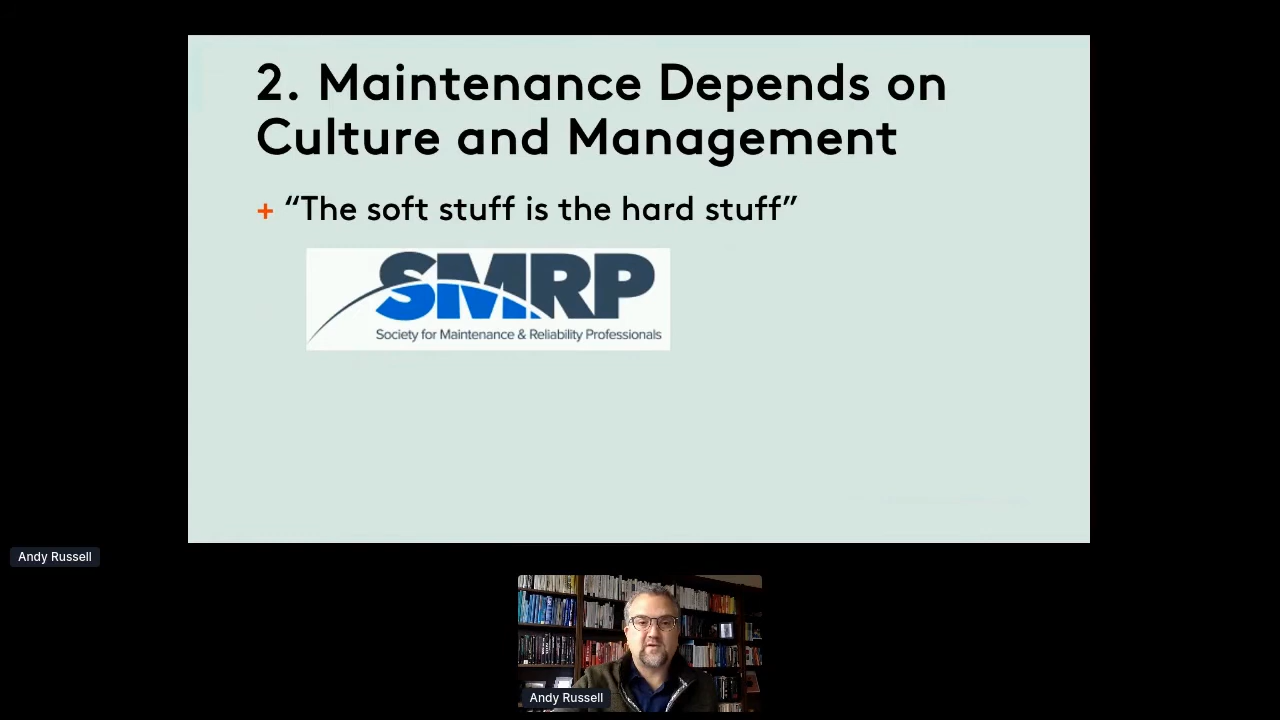 2. Maintenance Depends on
Culture and Management
+ “The soft stuff is the hard stuff”
SMRP
Society for Maintenance & Reliability Professionals
Andy Russell
Andy Russell